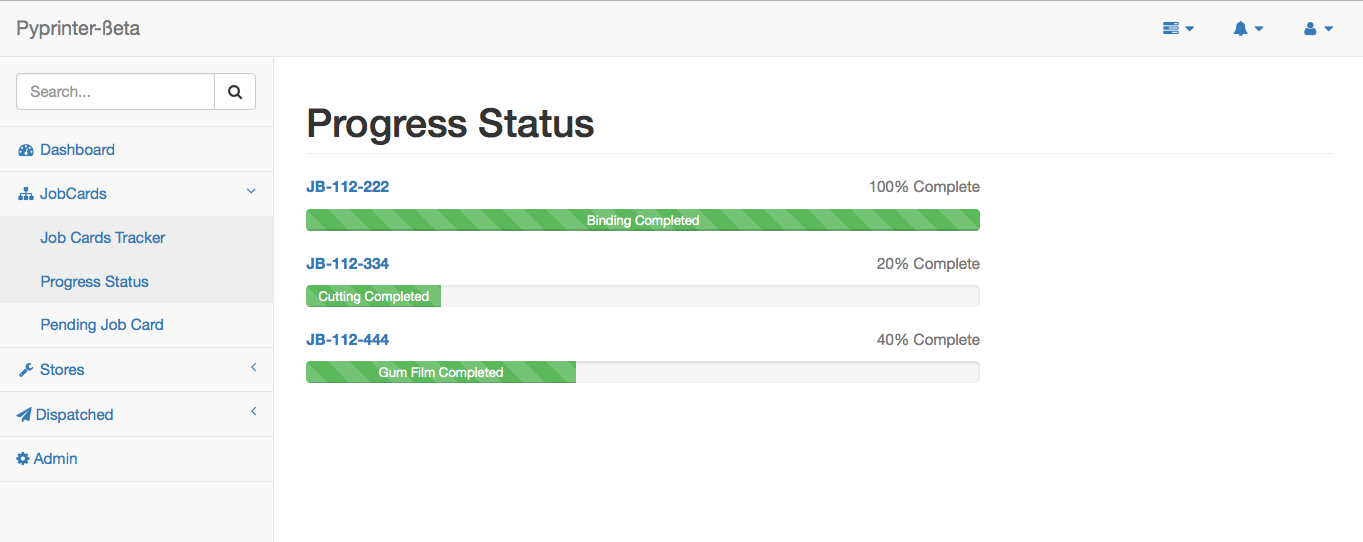 Pyprinter-ßeta
Search...
Dashboard
JobCards
Job Cards Tracker
Progress Status
Pending Job Card
Stores
Dispatched
Admin
Progress Status
JB-112-222 100% Complete
Binding Completed
JB-112-334 20% Complete
Cutting Completed
JB-112-444 40% Complete
Gum Film Completed